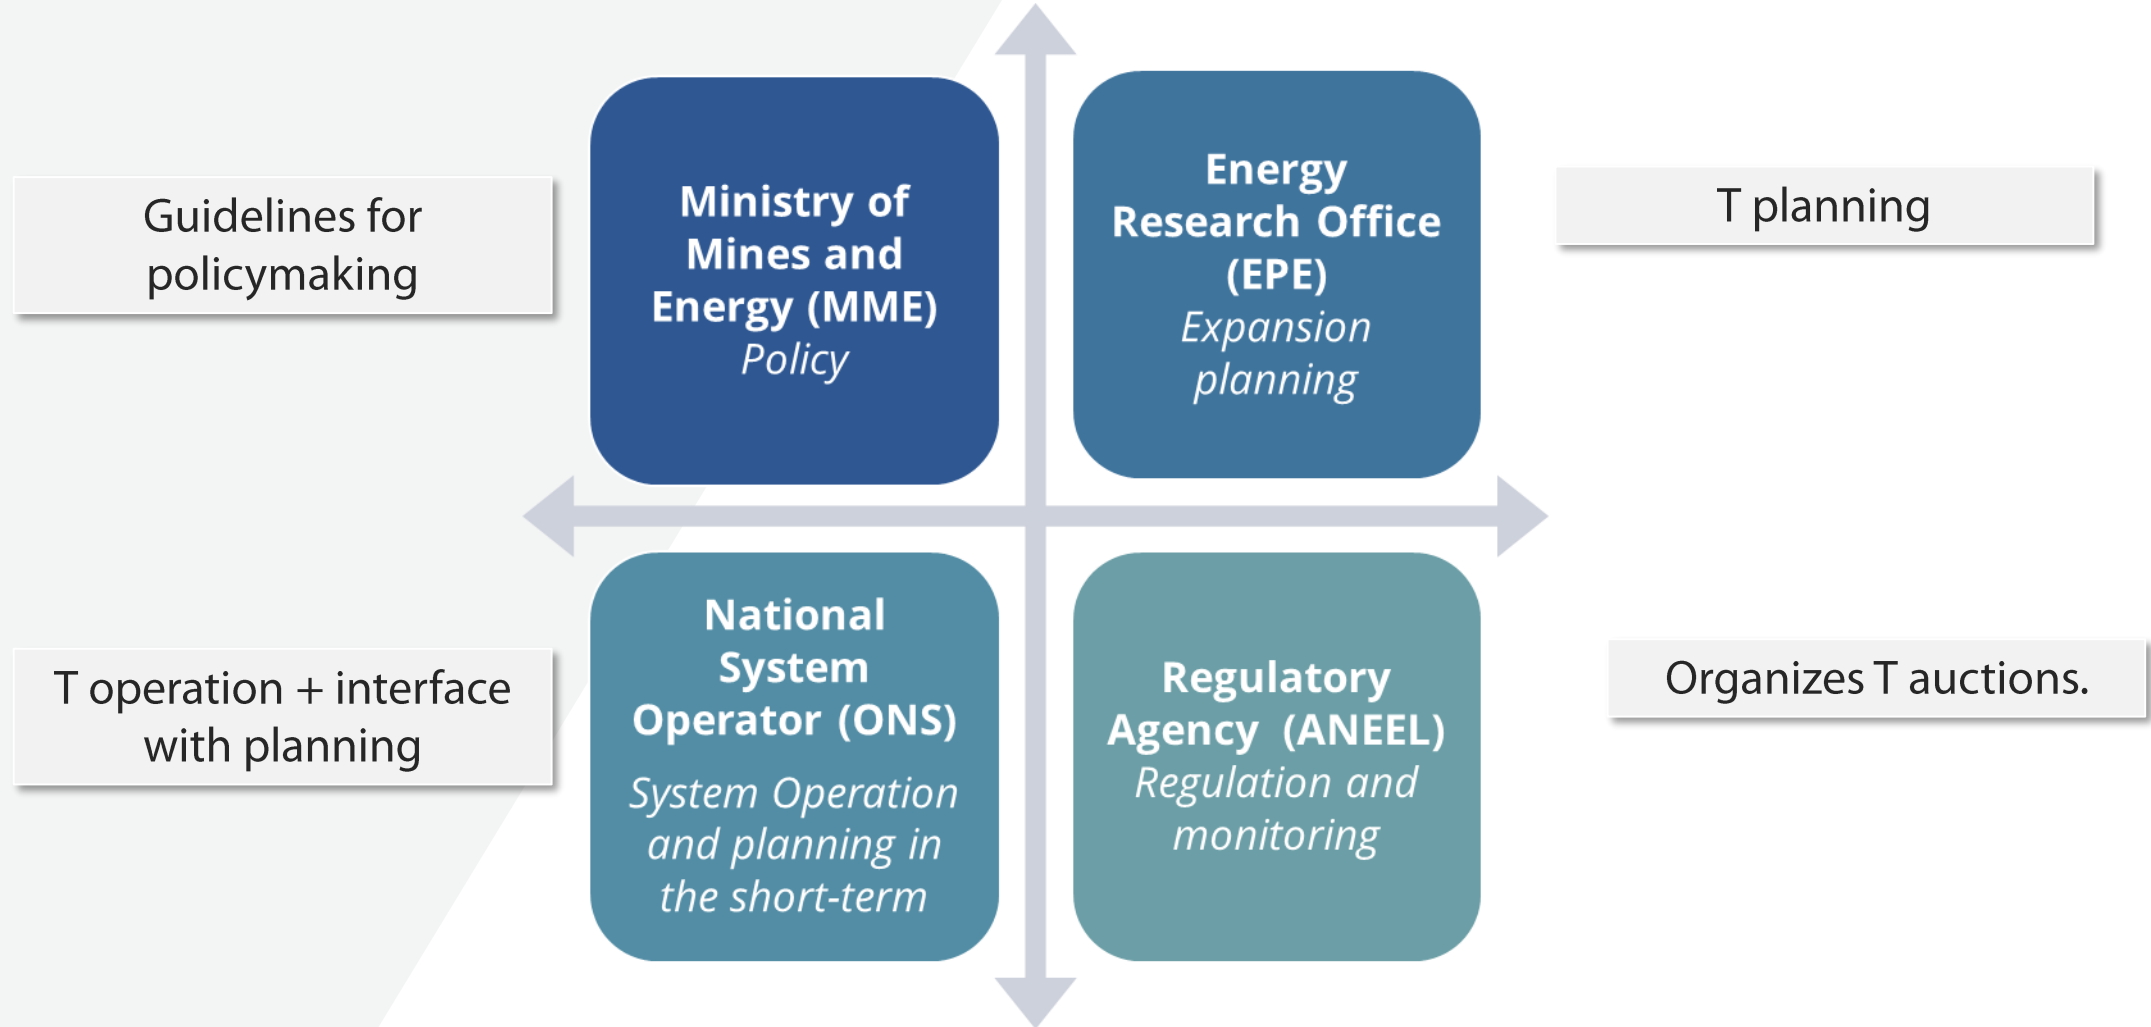 Guidelines for
policymaking
Ministry of
Mines and
Energy (MME)
Policy
Energy
Research Office
(EPE)
Expansion
planning
T planning
T operation + interface
with planning
National
System
Operator (ONS)
System Operation
and planning in
the short-term
Regulatory
Agency (ANEEL)
Regulation and
monitoring
Organizes T auctions.